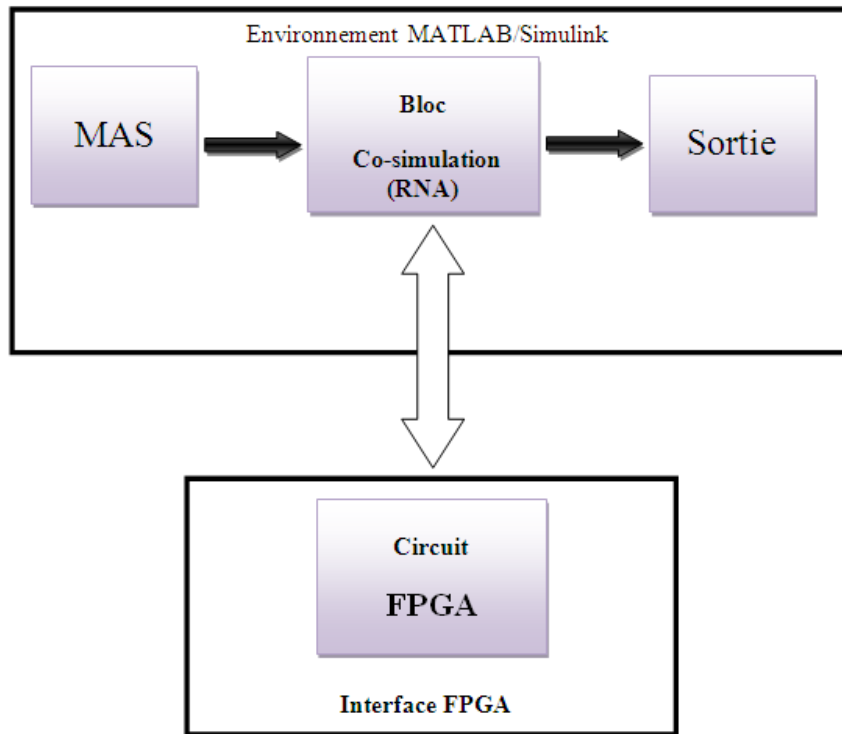 Environnement MATLAB/Simulink
MAS
Bloc
Co-simulation
(RNA)
Sortie
Circuit
FPGA
Interface FPGA